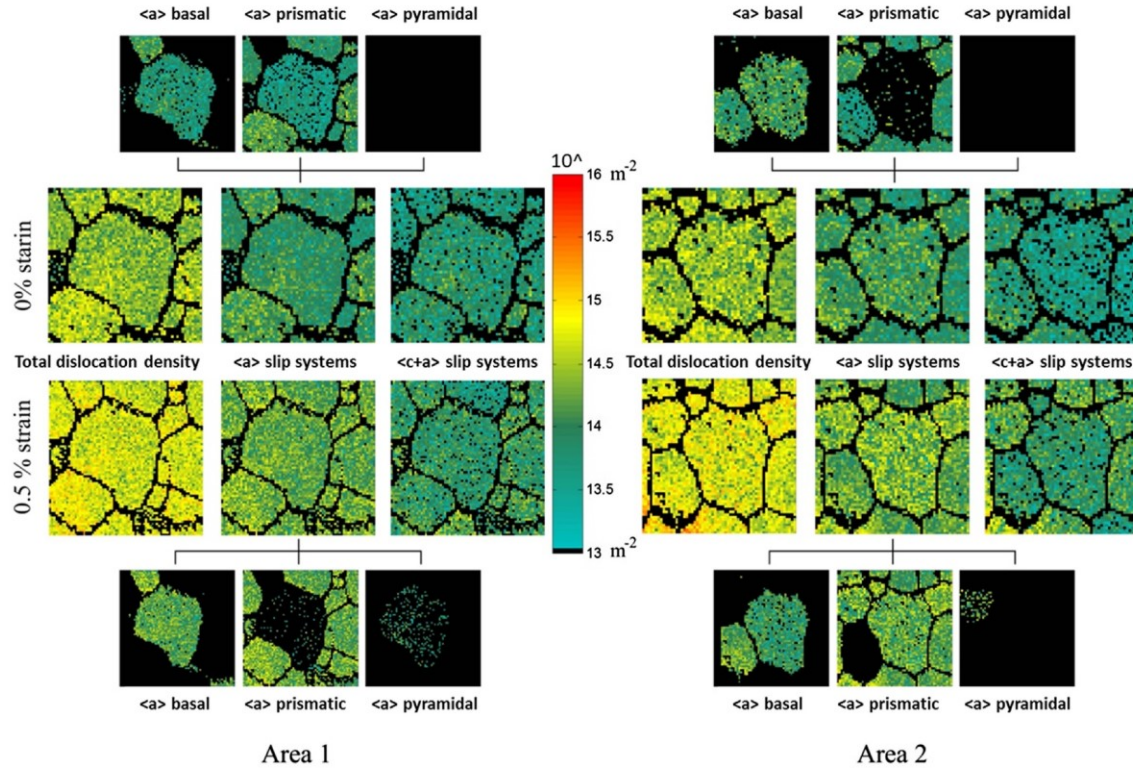 <a> basal <a> prismatic <a> pyramidal <a> basal <a> prismatic <a> pyramidal
10^
16 m-2
15.5
15
14.5
14
13.5
13 m-2
0% starin
Total dislocation density <a> slip systems <c+a> slip systems Total dislocation density <a> slip systems <c+a> slip systems
0.5 % strain
<a> basal <a> prismatic <a> pyramidal <a> basal <a> prismatic <a> pyramidal
Area 1 Area 2